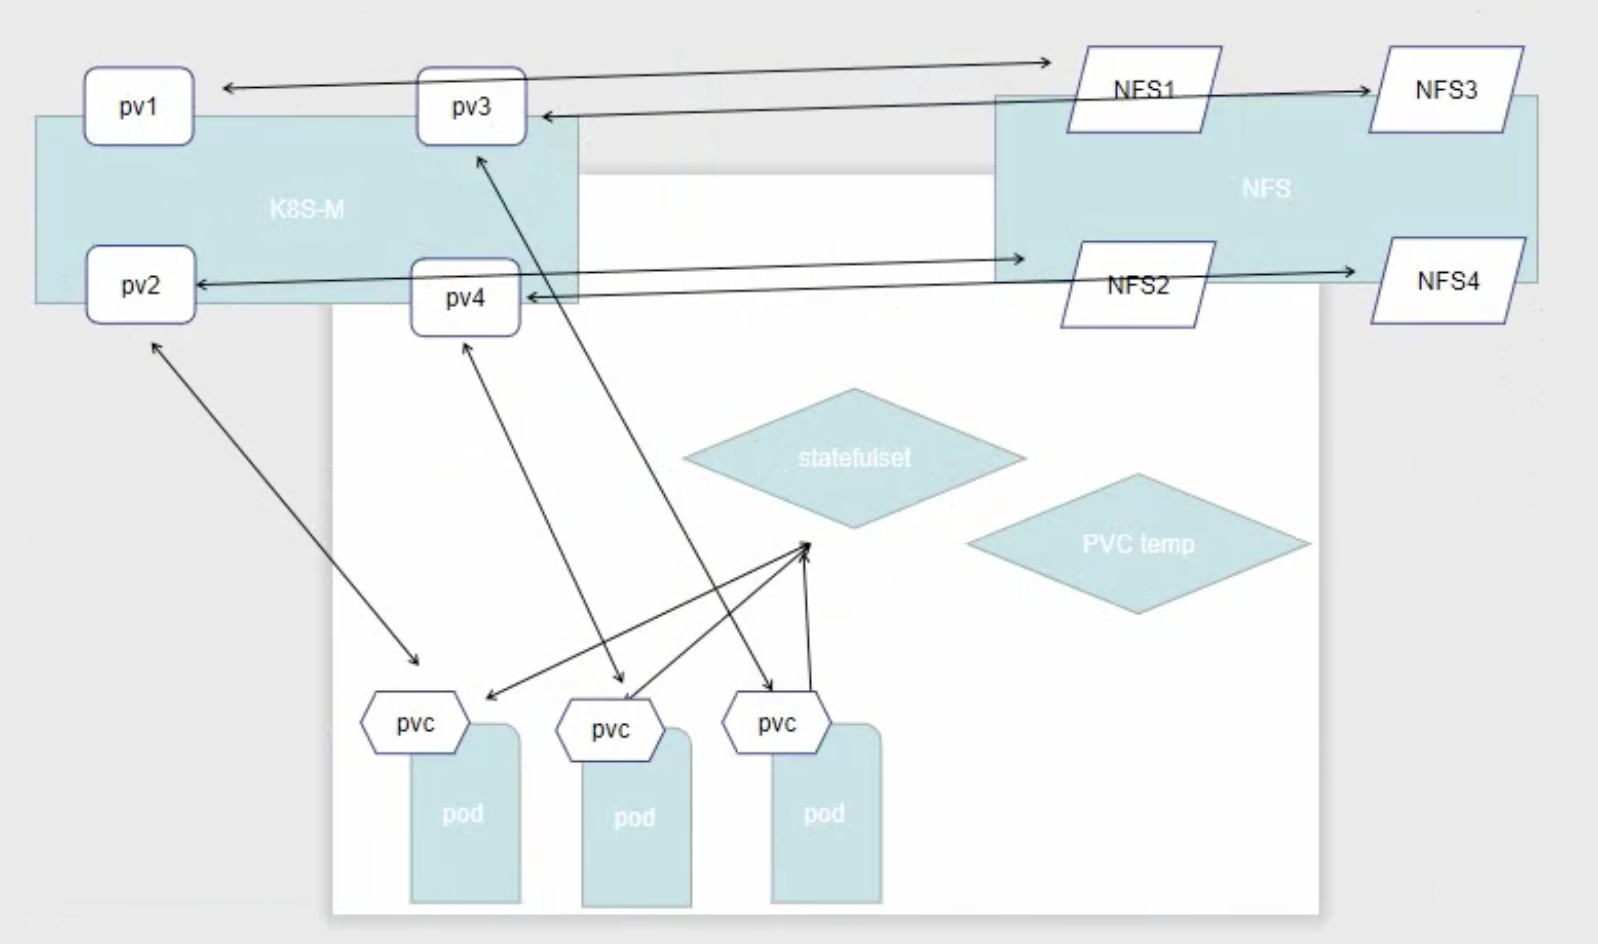 pv1
pv3
NFS1
NFS3
K8S-M
NFS
pv2
pv4
NFS2
NFS4
statefulset
PVC temp
pvc
pvc
pvc
pod
pod
pod